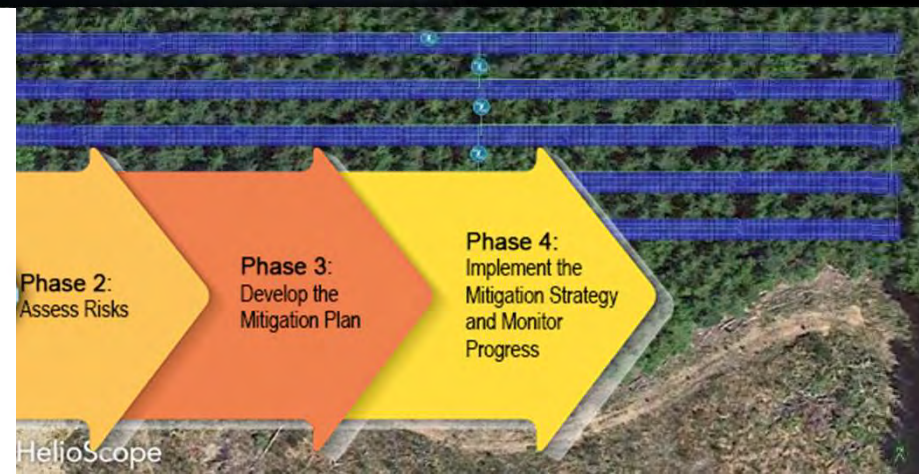 Phase 2:
Assess Risks
Phase 3:
Develop the
Mitigation Plan
Phase 4:
Implement the
Mitigation Strategy
and Monitor
Progress
HelioScope